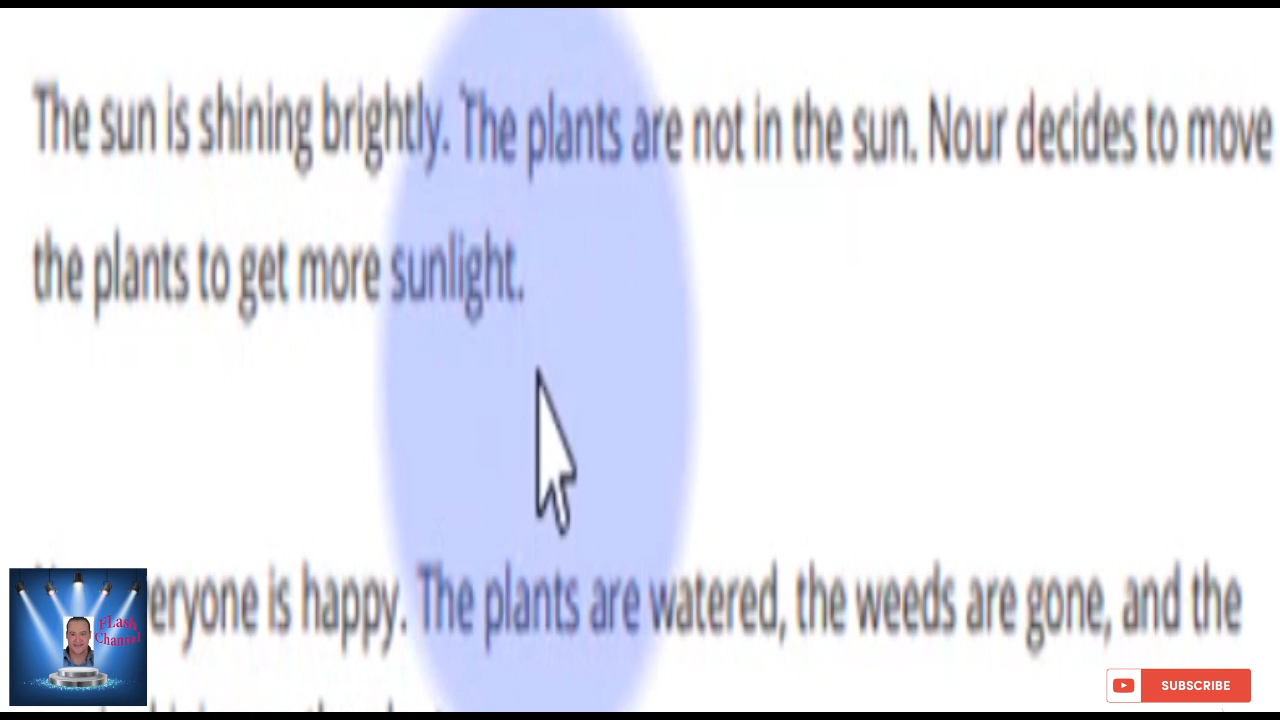 The sun is shining brightly. The plants are not in the sun. Nour decides to move
the plants to get more sunlight.
is happy. The plants are watered, the weeds are gone, and the
FLash
Channel
SUBSCRIBE